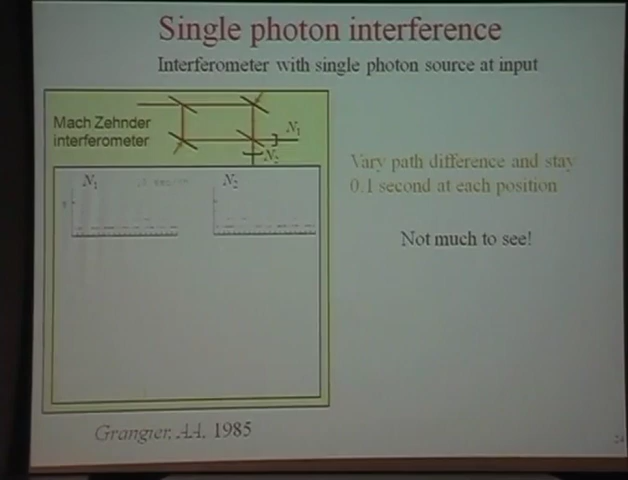 Single photon interference
Interferometer with single photon source at input
Mach Zehnder
interferometer
N1
N2
Vary path difference and stay
0.1 second at each position
N1
N2
Not much to see!
Grangier, AA, 1985
24